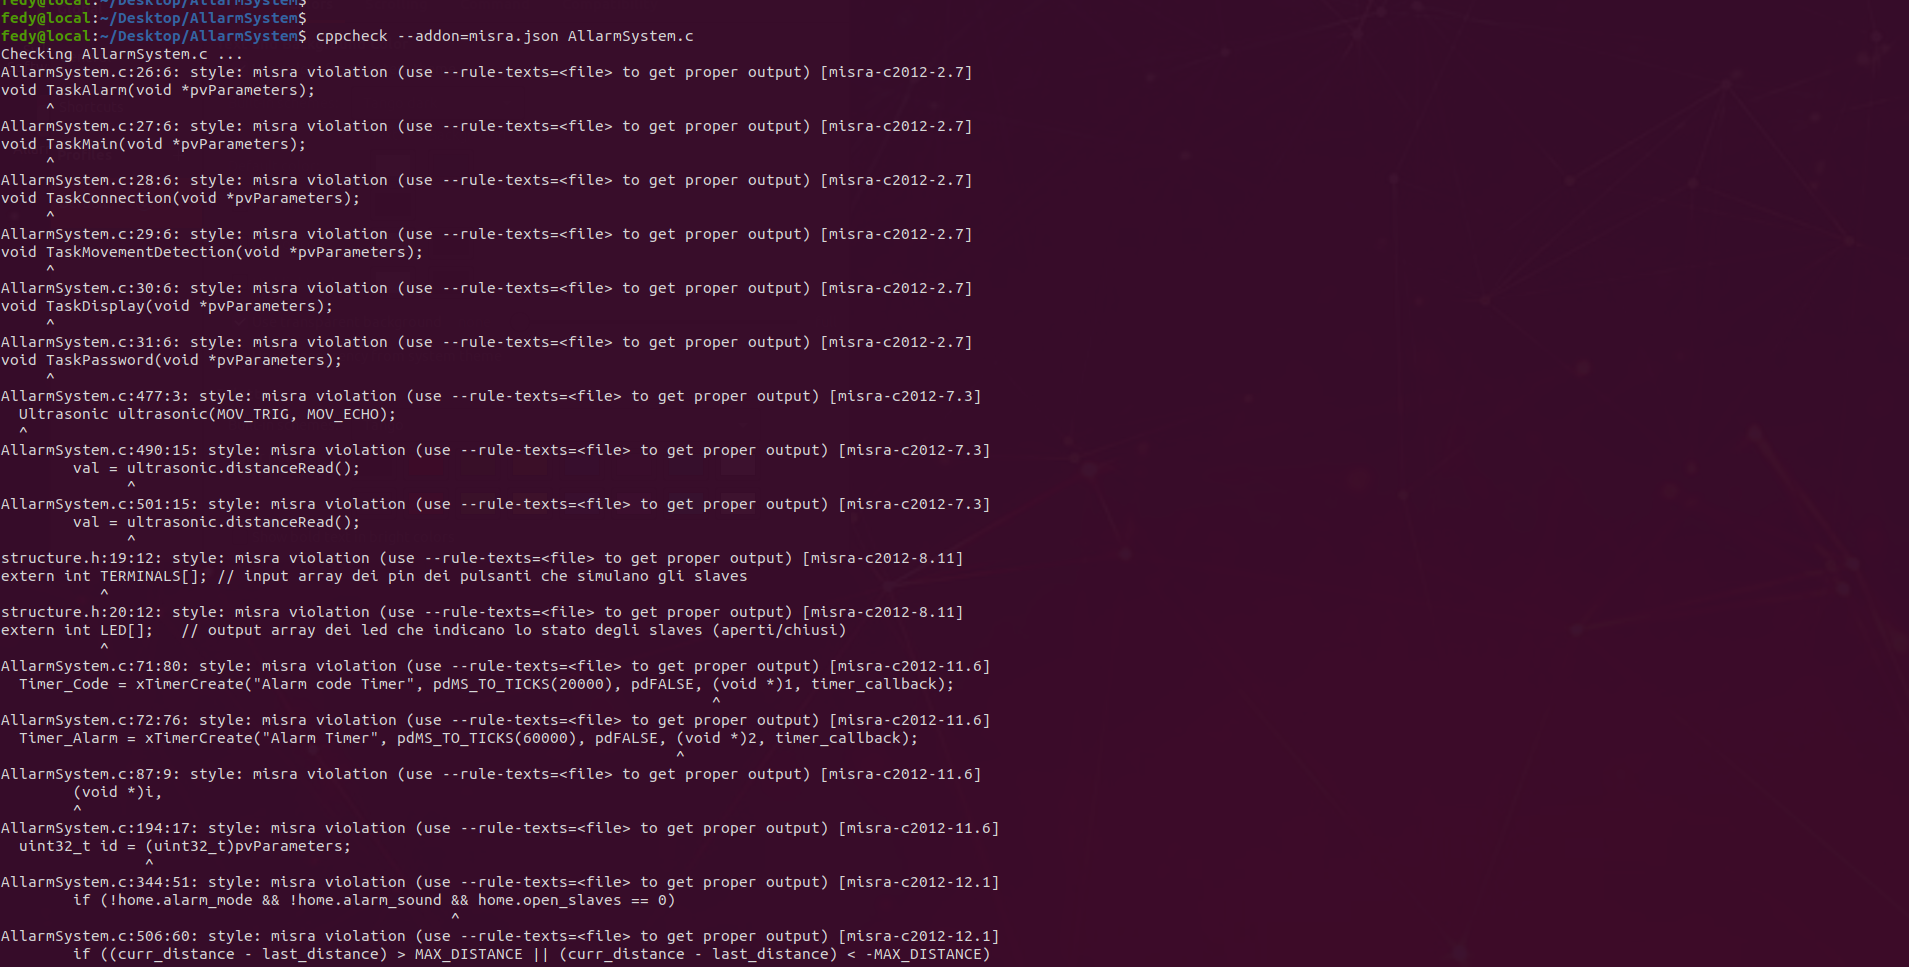 fedy@local:~/Desktop/AllarmSystem$
fedy@local:~/Desktop/AllarmSystem$
fedy@local:~/Desktop/AllarmSystem$ cppcheck --addon=misra.json AllarmSystem.c
Checking AllarmSystem.c ...
AllarmSystem.c:26:6: style: misra violation (use --rule-texts=<file> to get proper output) [misra-c2012-2.7]
void TaskAlarm(void *pvParameters);
     ^
AllarmSystem.c:27:6: style: misra violation (use --rule-texts=<file> to get proper output) [misra-c2012-2.7]
void TaskMain(void *pvParameters);
     ^
AllarmSystem.c:28:6: style: misra violation (use --rule-texts=<file> to get proper output) [misra-c2012-2.7]
void TaskConnection(void *pvParameters);
     ^
AllarmSystem.c:29:6: style: misra violation (use --rule-texts=<file> to get proper output) [misra-c2012-2.7]
void TaskMovementDetection(void *pvParameters);
     ^
AllarmSystem.c:30:6: style: misra violation (use --rule-texts=<file> to get proper output) [misra-c2012-2.7]
void TaskDisplay(void *pvParameters);
     ^
AllarmSystem.c:31:6: style: misra violation (use --rule-texts=<file> to get proper output) [misra-c2012-2.7]
void TaskPassword(void *pvParameters);
     ^
AllarmSystem.c:477:3: style: misra violation (use --rule-texts=<file> to get proper output) [misra-c2012-7.3]
  Ultrasonic ultrasonic(MOV_TRIG, MOV_ECHO);
  ^
AllarmSystem.c:490:15: style: misra violation (use --rule-texts=<file> to get proper output) [misra-c2012-7.3]
        val = ultrasonic.distanceRead();
              ^
AllarmSystem.c:501:15: style: misra violation (use --rule-texts=<file> to get proper output) [misra-c2012-7.3]
        val = ultrasonic.distanceRead();
              ^
structure.h:19:12: style: misra violation (use --rule-texts=<file> to get proper output) [misra-c2012-8.11]
extern int TERMINALS[]; // input array dei pin dei pulsanti che simulano gli slaves
           ^
structure.h:20:12: style: misra violation (use --rule-texts=<file> to get proper output) [misra-c2012-8.11]
extern int LED[];   // output array dei led che indicano lo stato degli slaves (aperti/chiusi)
           ^
AllarmSystem.c:71:80: style: misra violation (use --rule-texts=<file> to get proper output) [misra-c2012-11.6]
  Timer_Code = xTimerCreate("Alarm code Timer", pdMS_TO_TICKS(20000), pdFALSE, (void *)1, timer_callback);
                                                                               ^
AllarmSystem.c:72:76: style: misra violation (use --rule-texts=<file> to get proper output) [misra-c2012-11.6]
  Timer_Alarm = xTimerCreate("Alarm Timer", pdMS_TO_TICKS(60000), pdFALSE, (void *)2, timer_callback);
                                                                           ^
AllarmSystem.c:87:9: style: misra violation (use --rule-texts=<file> to get proper output) [misra-c2012-11.6]
        (void *)i,
        ^
AllarmSystem.c:194:17: style: misra violation (use --rule-texts=<file> to get proper output) [misra-c2012-11.6]
  uint32_t id = (uint32_t)pvParameters;
                ^
AllarmSystem.c:344:51: style: misra violation (use --rule-texts=<file> to get proper output) [misra-c2012-12.1]
        if (!home.alarm_mode && !home.alarm_sound && home.open_slaves == 0)
                                                  ^
AllarmSystem.c:506:60: style: misra violation (use --rule-texts=<file> to get proper output) [misra-c2012-12.1]
        if ((curr_distance - last_distance) > MAX_DISTANCE || (curr_distance - last_distance) < -MAX_DISTANCE)